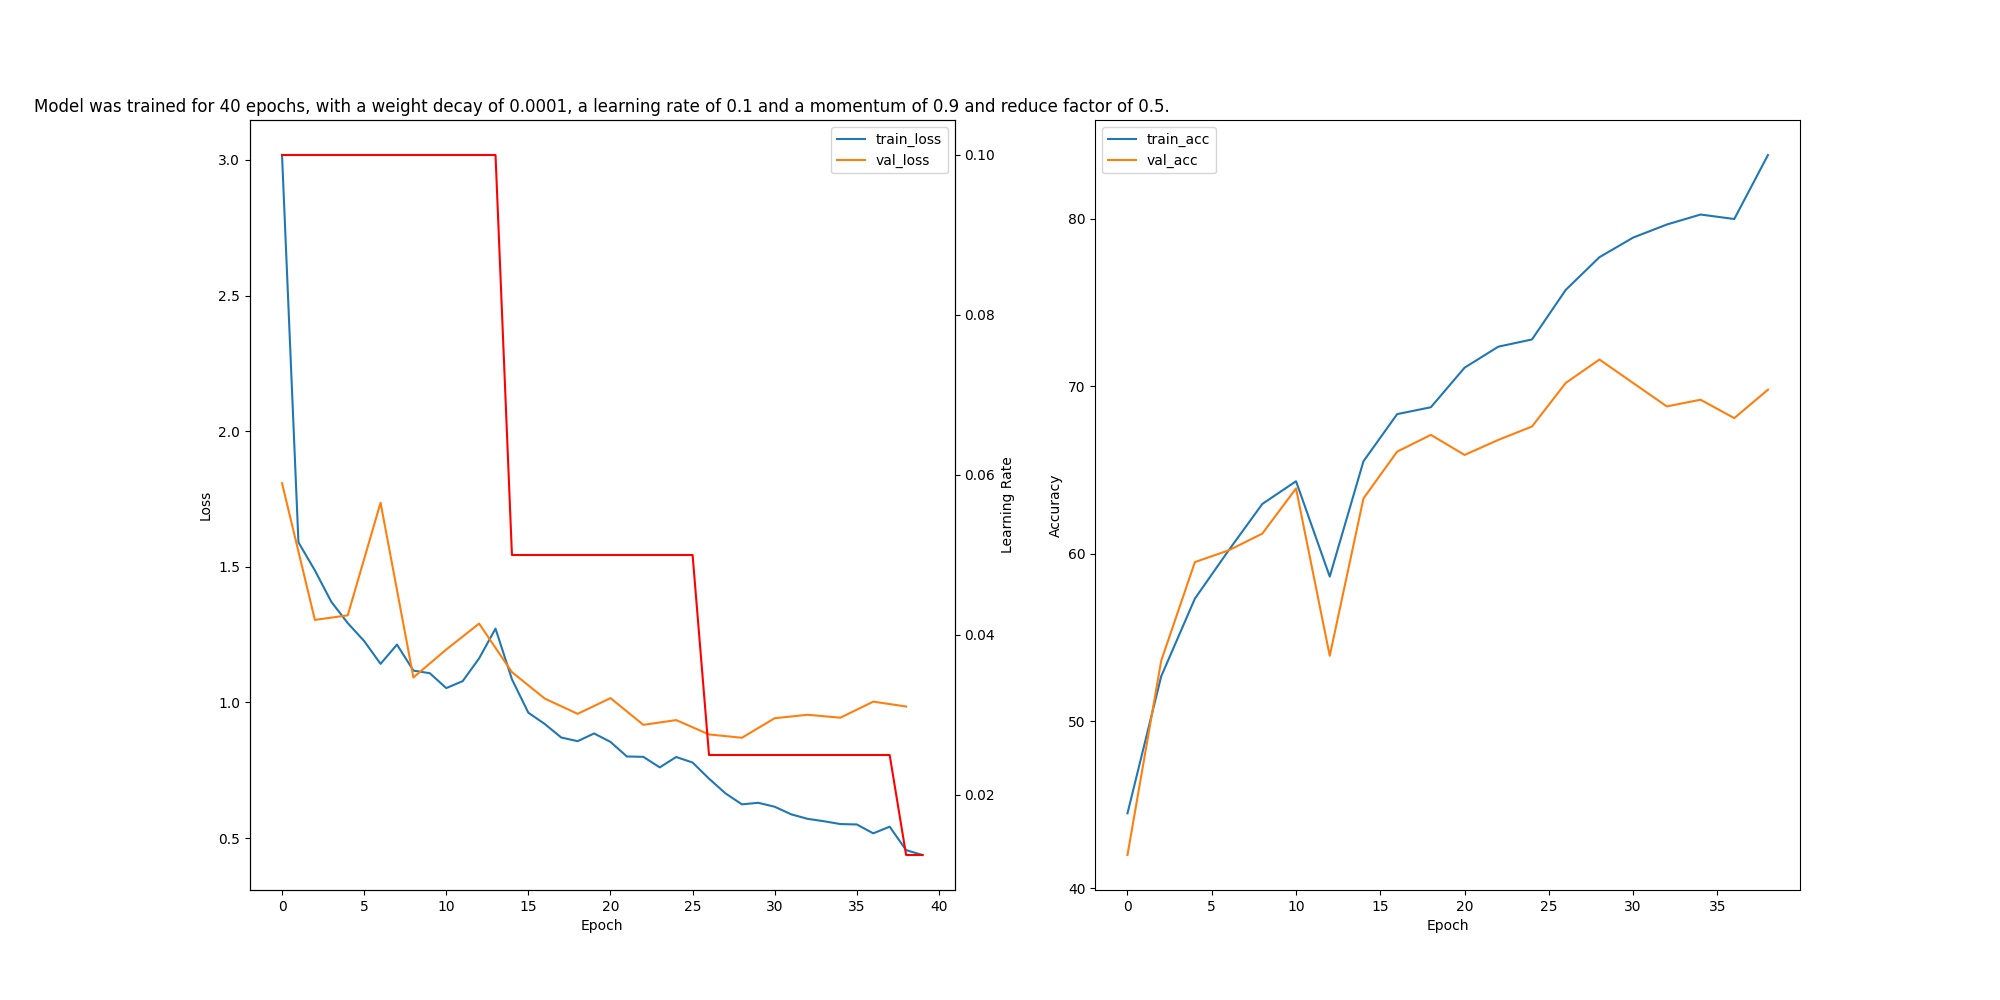 Model was trained for 40 epochs, with a weight decay of 0.0001, a learning rate of 0.1 and a momentum of 0.9 and reduce factor of 0.5.
train_loss
val_loss
3.0
2.5
2.0
1.5
1.0
0.5
Loss
0 5 10 15 20 25 30 35 40
Epoch
0.10
0.08
0.06
0.04
0.02
Learning Rate
train_acc
val_acc
80
70
60
50
40
Accuracy
0 5 10 15 20 25 30 35
Epoch